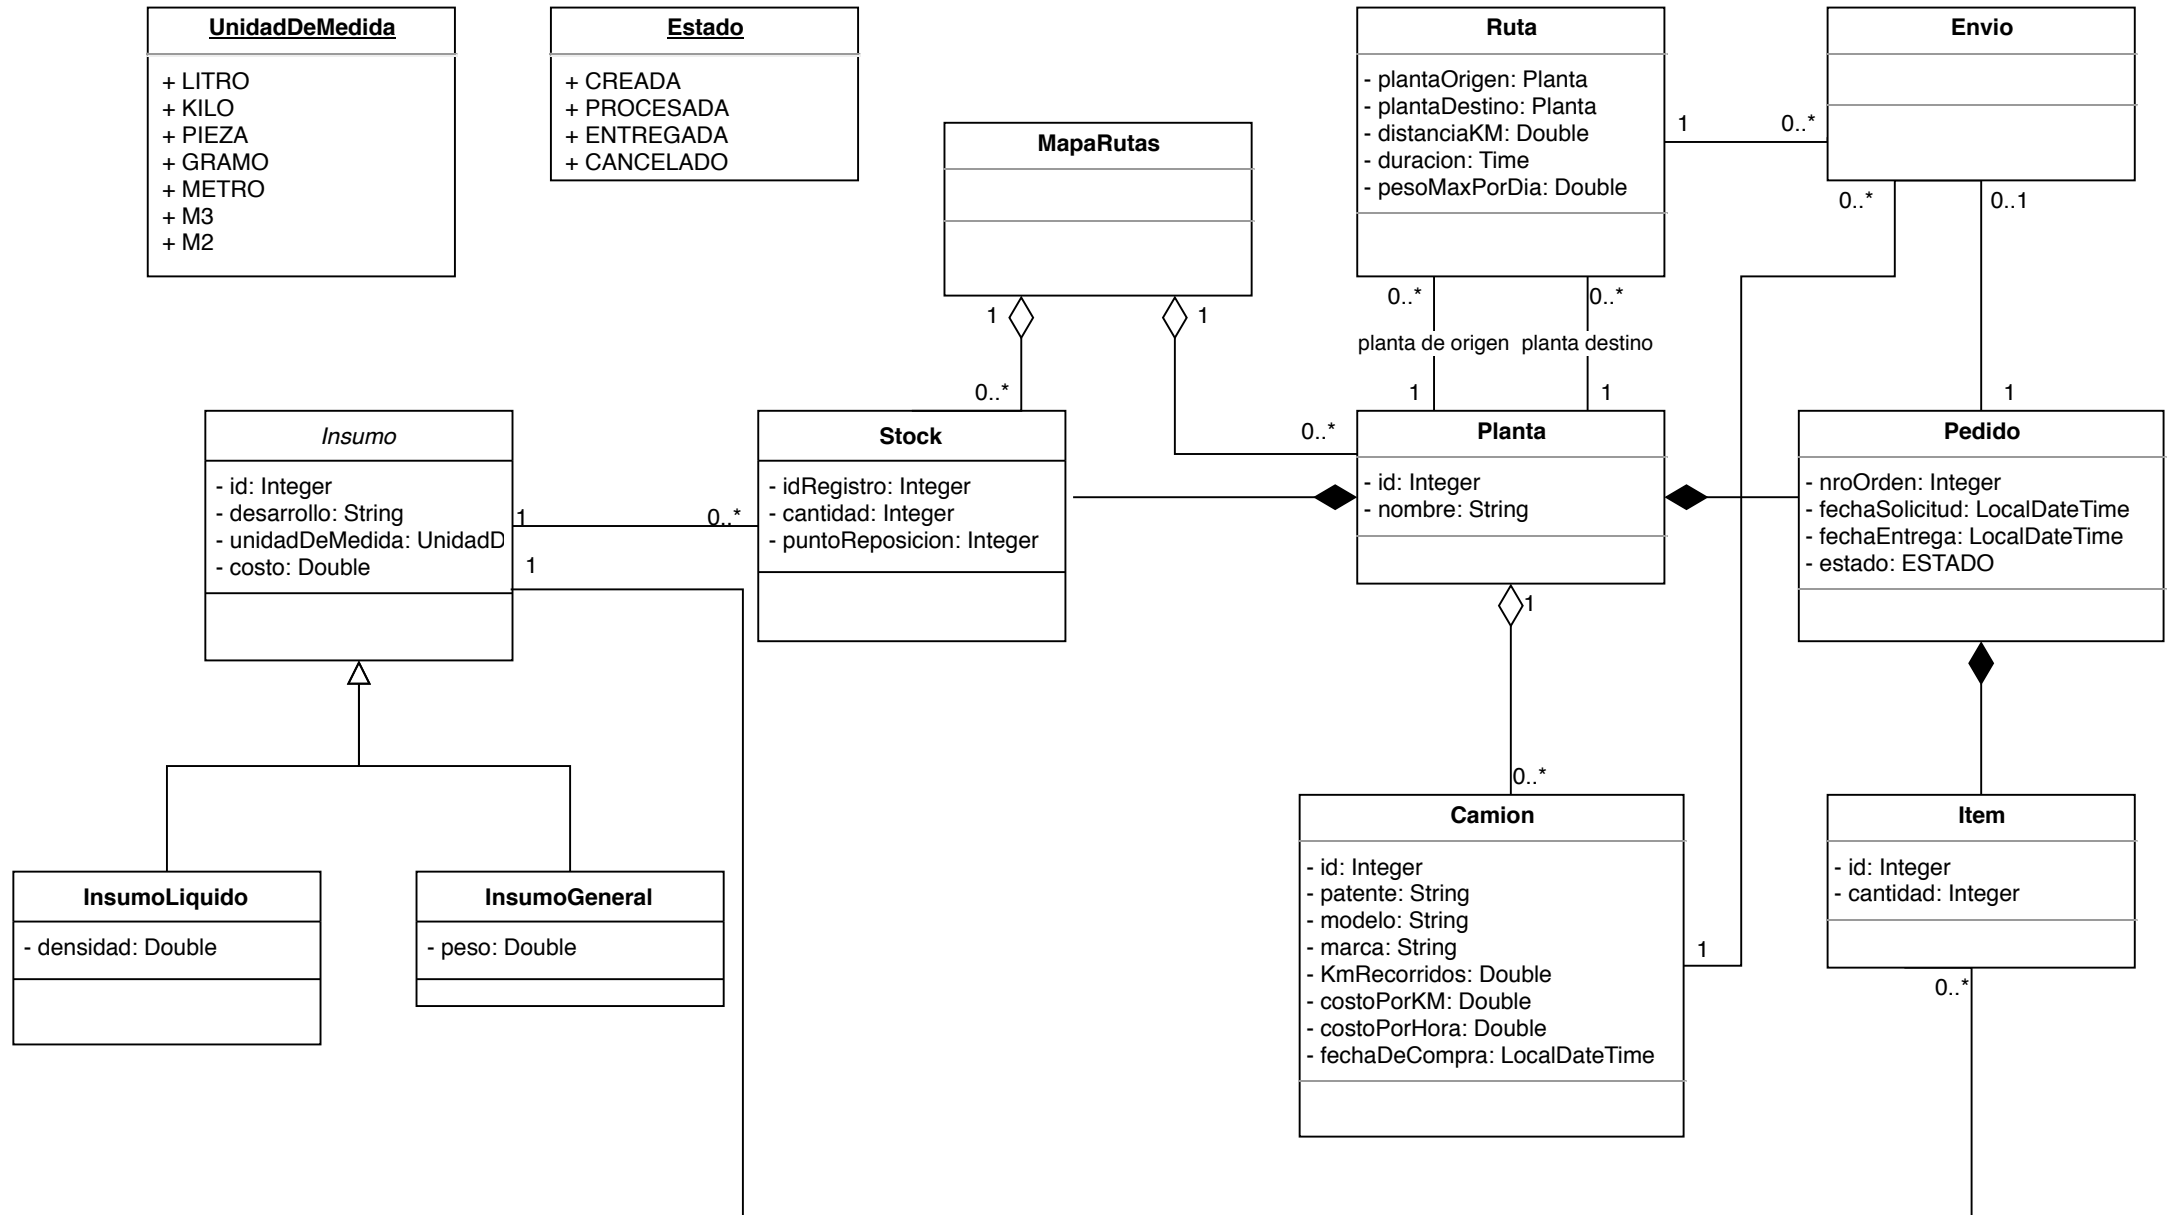 UnidadDeMedida
+ LITRO
+ KILO
+ PIEZA
+ GRAMO
+ METRO
+ M3
+ M2
Estado
+ CREADA
+ PROCESADA
+ ENTREGADA
+ CANCELADO
MapaRutas
1
1
0..*
0..*
Ruta
- plantaOrigen: Planta
- plantaDestino: Planta
- distanciaKM: Double
- duracion: Time
- pesoMaxPorDia: Double
1
0..*
Envio
0..*
0..1
0..*
0..*
planta de origen
planta destino
1
1
1
Insumo
- id: Integer
- desarrollo: String
- unidadDeMedida: UnidadD
- costo: Double
1
0..*
1
Stock
- idRegistro: Integer
- cantidad: Integer
- puntoReposicion: Integer
Planta
- id: Integer
- nombre: String
1
0..*
Pedido
- nroOrden: Integer
- fechaSolicitud: LocalDateTime
- fechaEntrega: LocalDateTime
- estado: ESTADO
InsumoLiquido
- densidad: Double
InsumoGeneral
- peso: Double
Camion
- id: Integer
- patente: String
- modelo: String
- marca: String
- KmRecorridos: Double
- costoPorKM: Double
- costoPorHora: Double
- fechaDeCompra: LocalDateTime
1
Item
- id: Integer
- cantidad: Integer
0..*